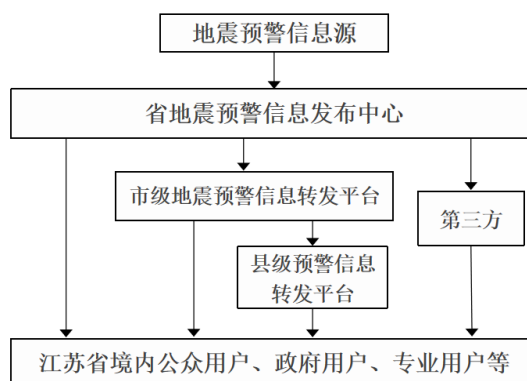 地震预警信息源
省地震预警信息发布中心
市级地震预警信息转发平台
第三方
县级预警信息
转发平台
江苏省境内公众用户、政府用户、专业用户等